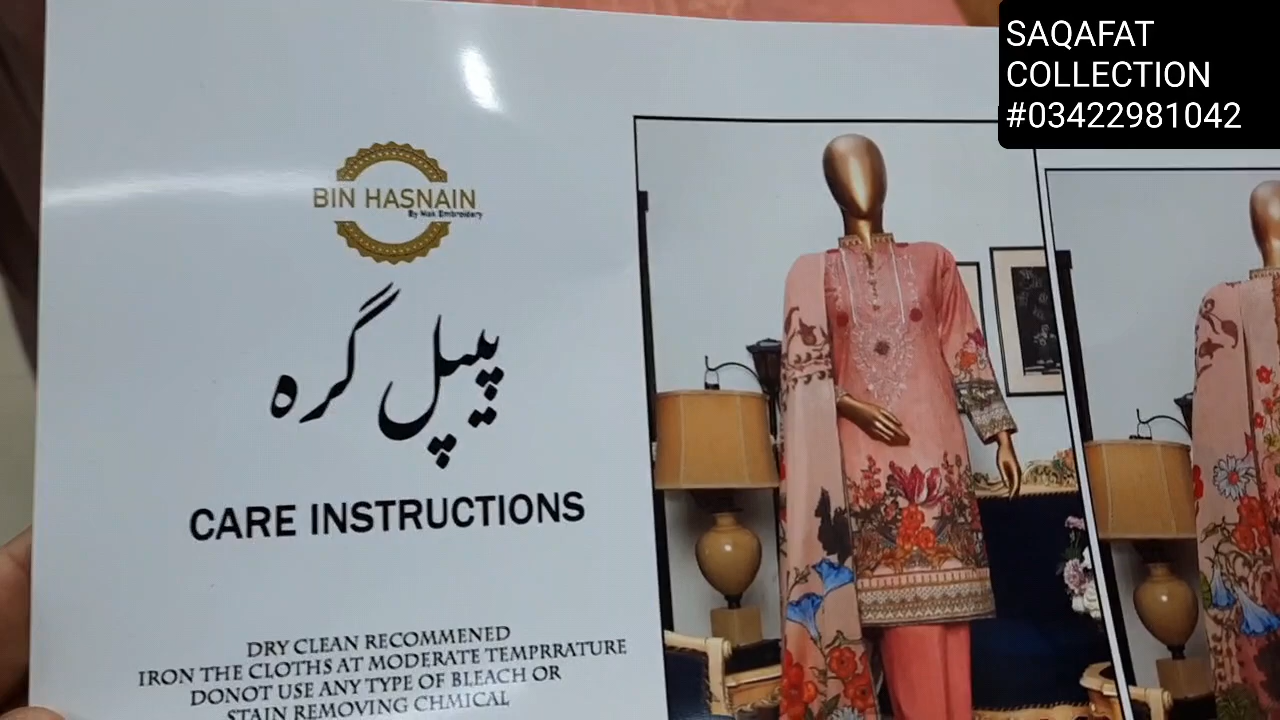 SAQAFAT
COLLECTION
#03422981042
BIN HASNAIN
By Mak Embroidery
پیپل گرہ
CARE INSTRUCTIONS
DRY CLEAN RECOMMENED
IRON THE CLOTHS AT MODERATE TEMPRRATURE
DONOT USE ANY TYPE OF BLEACH OR
STAIN REMOVING CHMICAL